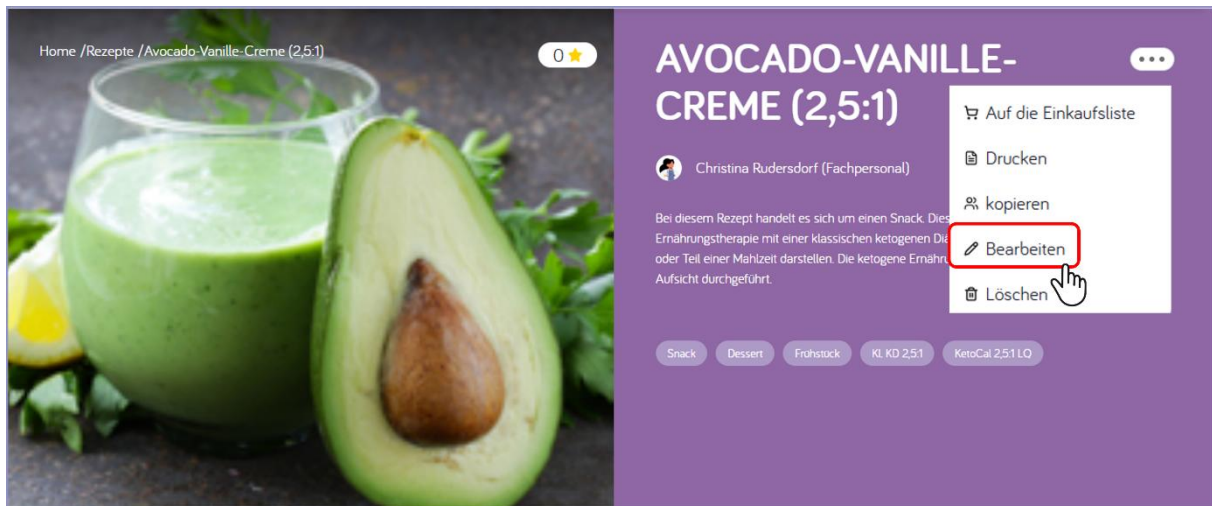 Home /Rezepte /Avocado-Vanille-Creme (2,5:1)
0
AVOCADO-VANILLE-
CREME (2,5:1)
Christina Rudersdorf (Fachpersonal)
Bei diesem Rezept handelt es sich um einen Snack. Dies
Ernährungstherapie mit einer klassischen ketogenen Diä
oder Teil einer Mahlzeit darstellen. Die ketogene Ernähru
Aufsicht durchgeführt.
Auf die Einkaufsliste
Drucken
kopieren
Bearbeiten
Löschen
Snack Dessert Frühstück Kl. KD 2,5:1 KetoCal 2,5:1 LQ